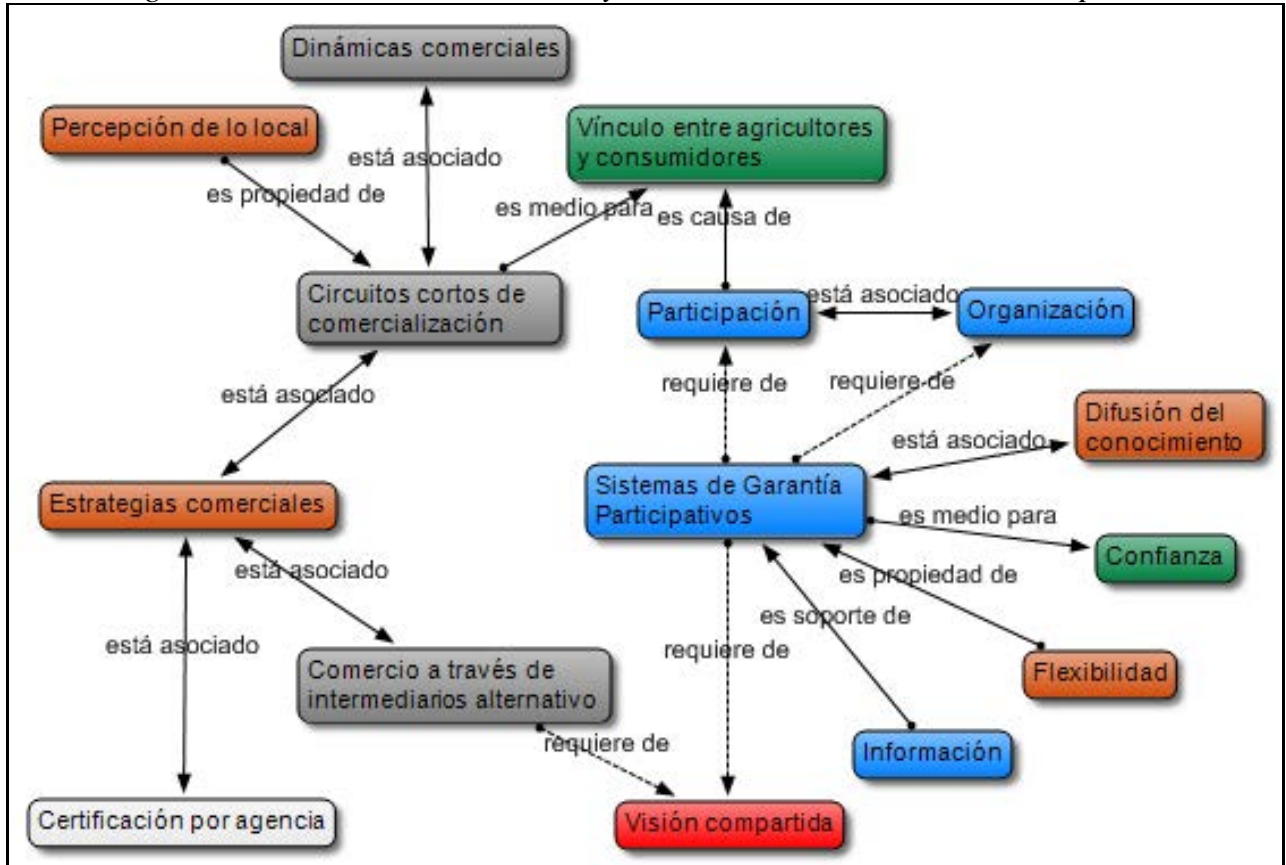 Dinámicas comerciales
Percepción de lo local
Vínculo entre agricultores
y consumidores
está asociado
es propiedad de
es medio para
es causa de
Circuitos cortos de
comercialización
está asociado
Participación
Organización
requiere de
requiere de
está asociado
Difusión del
conocimiento
está asociado
Estrategias comerciales
Sistemas de Garantía
Participativos
es medio para
Confianza
está asociado
es propiedad de
es soporte de
está asociado
requiere de
Comercio a través de
intermediarios alternativo
Flexibilidad
requiere de
Información
Certificación por agencia
Visión compartida